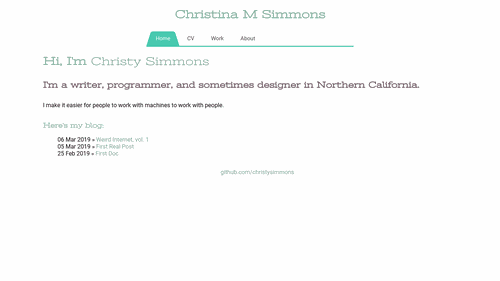 Christina M Simmons
Home CV Work About
Hi, I'm Christy Simmons
I'm a writer, programmer, and sometimes designer in Northern California.
I make it easier for people to work with machines to work with people.
Here's my blog:
06 Mar 2019 » Weird Internet, vol. 1
05 Mar 2019 » First Real Post
25 Feb 2019 » Firm Doc
github.com/christysimmons